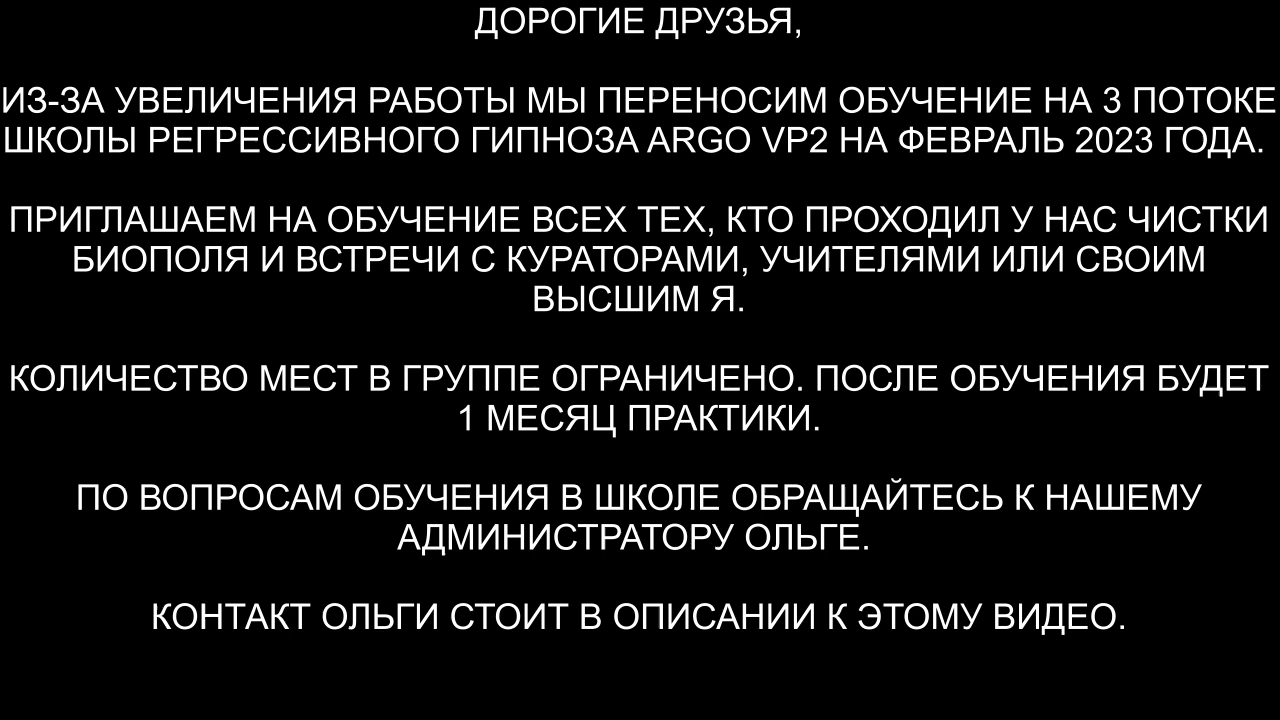 ДОРОГИЕ ДРУЗЬЯ,
ИЗ-ЗА УВЕЛИЧЕНИЯ РАБОТЫ МЫ ПЕРЕНОСИМ ОБУЧЕНИЕ НА 3 ПОТОКЕ
ШКОЛЫ РЕГРЕССИВНОГО ГИПНОЗА ARGO VP2 НА ФЕВРАЛЬ 2023 ГОДА.
ПРИГЛАШАЕМ НА ОБУЧЕНИЕ ВСЕХ ТЕХ, КТО ПРОХОДИЛ У НАС ЧИСТКИ
БИОПОЛЯ И ВСТРЕЧИ С КУРАТОРАМИ, УЧИТЕЛЯМИ ИЛИ СВОИМ
ВЫСШИМ Я.
КОЛИЧЕСТВО МЕСТ В ГРУППЕ ОГРАНИЧЕНО. ПОСЛЕ ОБУЧЕНИЯ БУДЕТ
1 МЕСЯЦ ПРАКТИКИ.
ПО ВОПРОСАМ ОБУЧЕНИЯ В ШКОЛЕ ОБРАЩАЙТЕСЬ К НАШЕМУ
АДМИНИСТРАТОРУ ОЛЬГЕ.
КОНТАКТ ОЛЬГИ СТОИТ В ОПИСАНИИ К ЭТОМУ ВИДЕО.